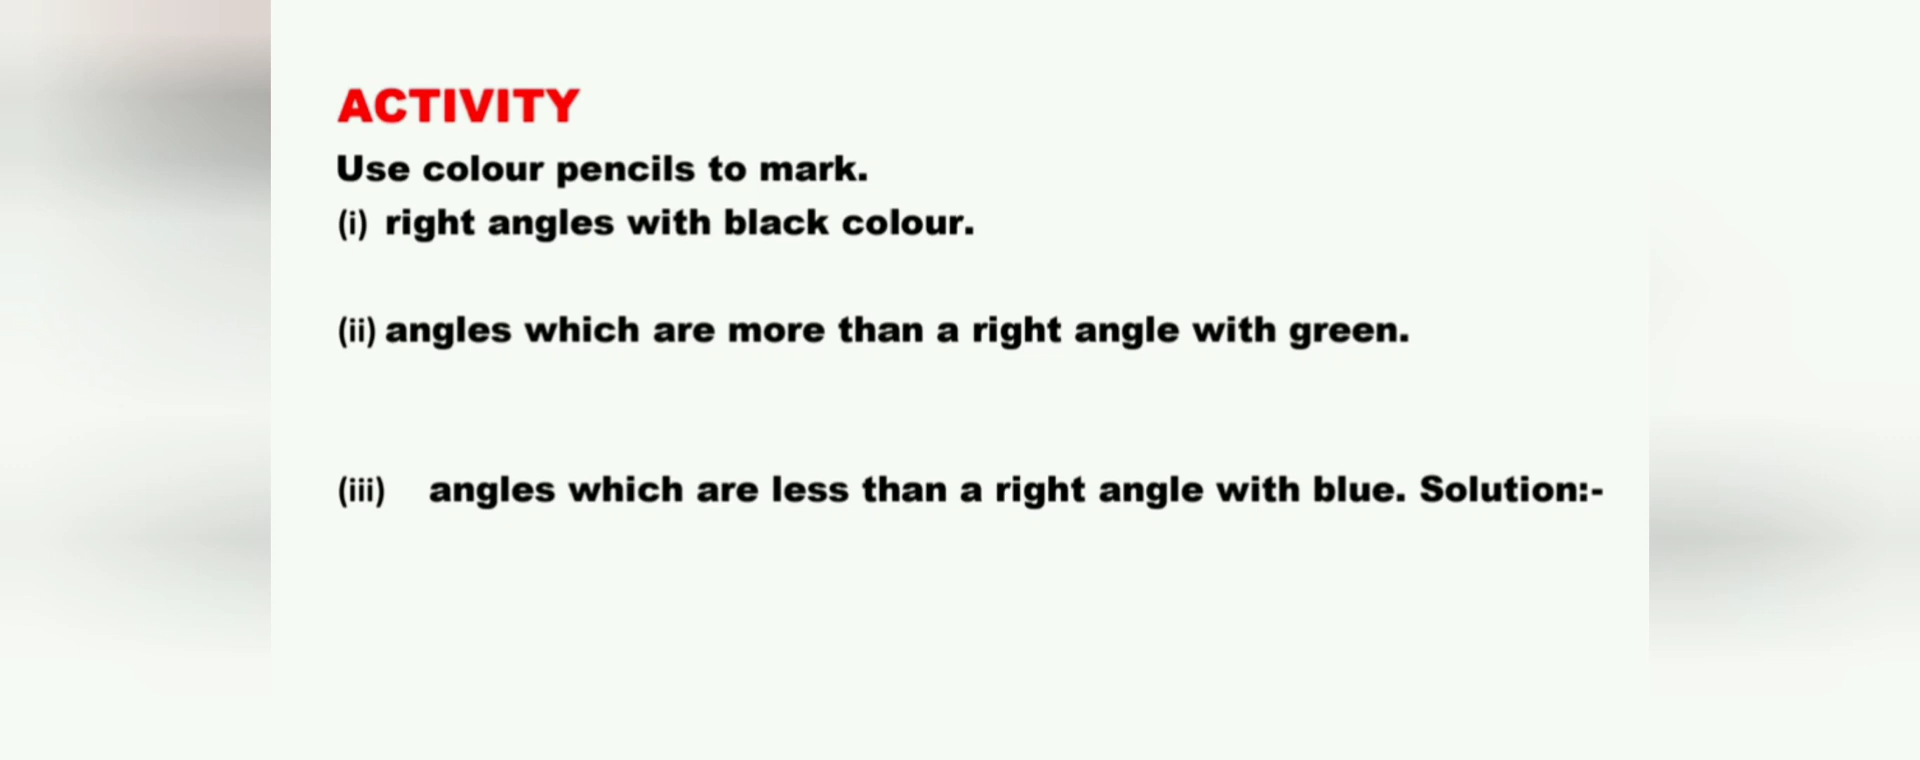 ACTIVITY
Use colour pencils to mark.
(i) right angles with black colour.
(ii) angles which are more than a right angle with green.
(iii) angles which are less than a right angle with blue. Solution:-